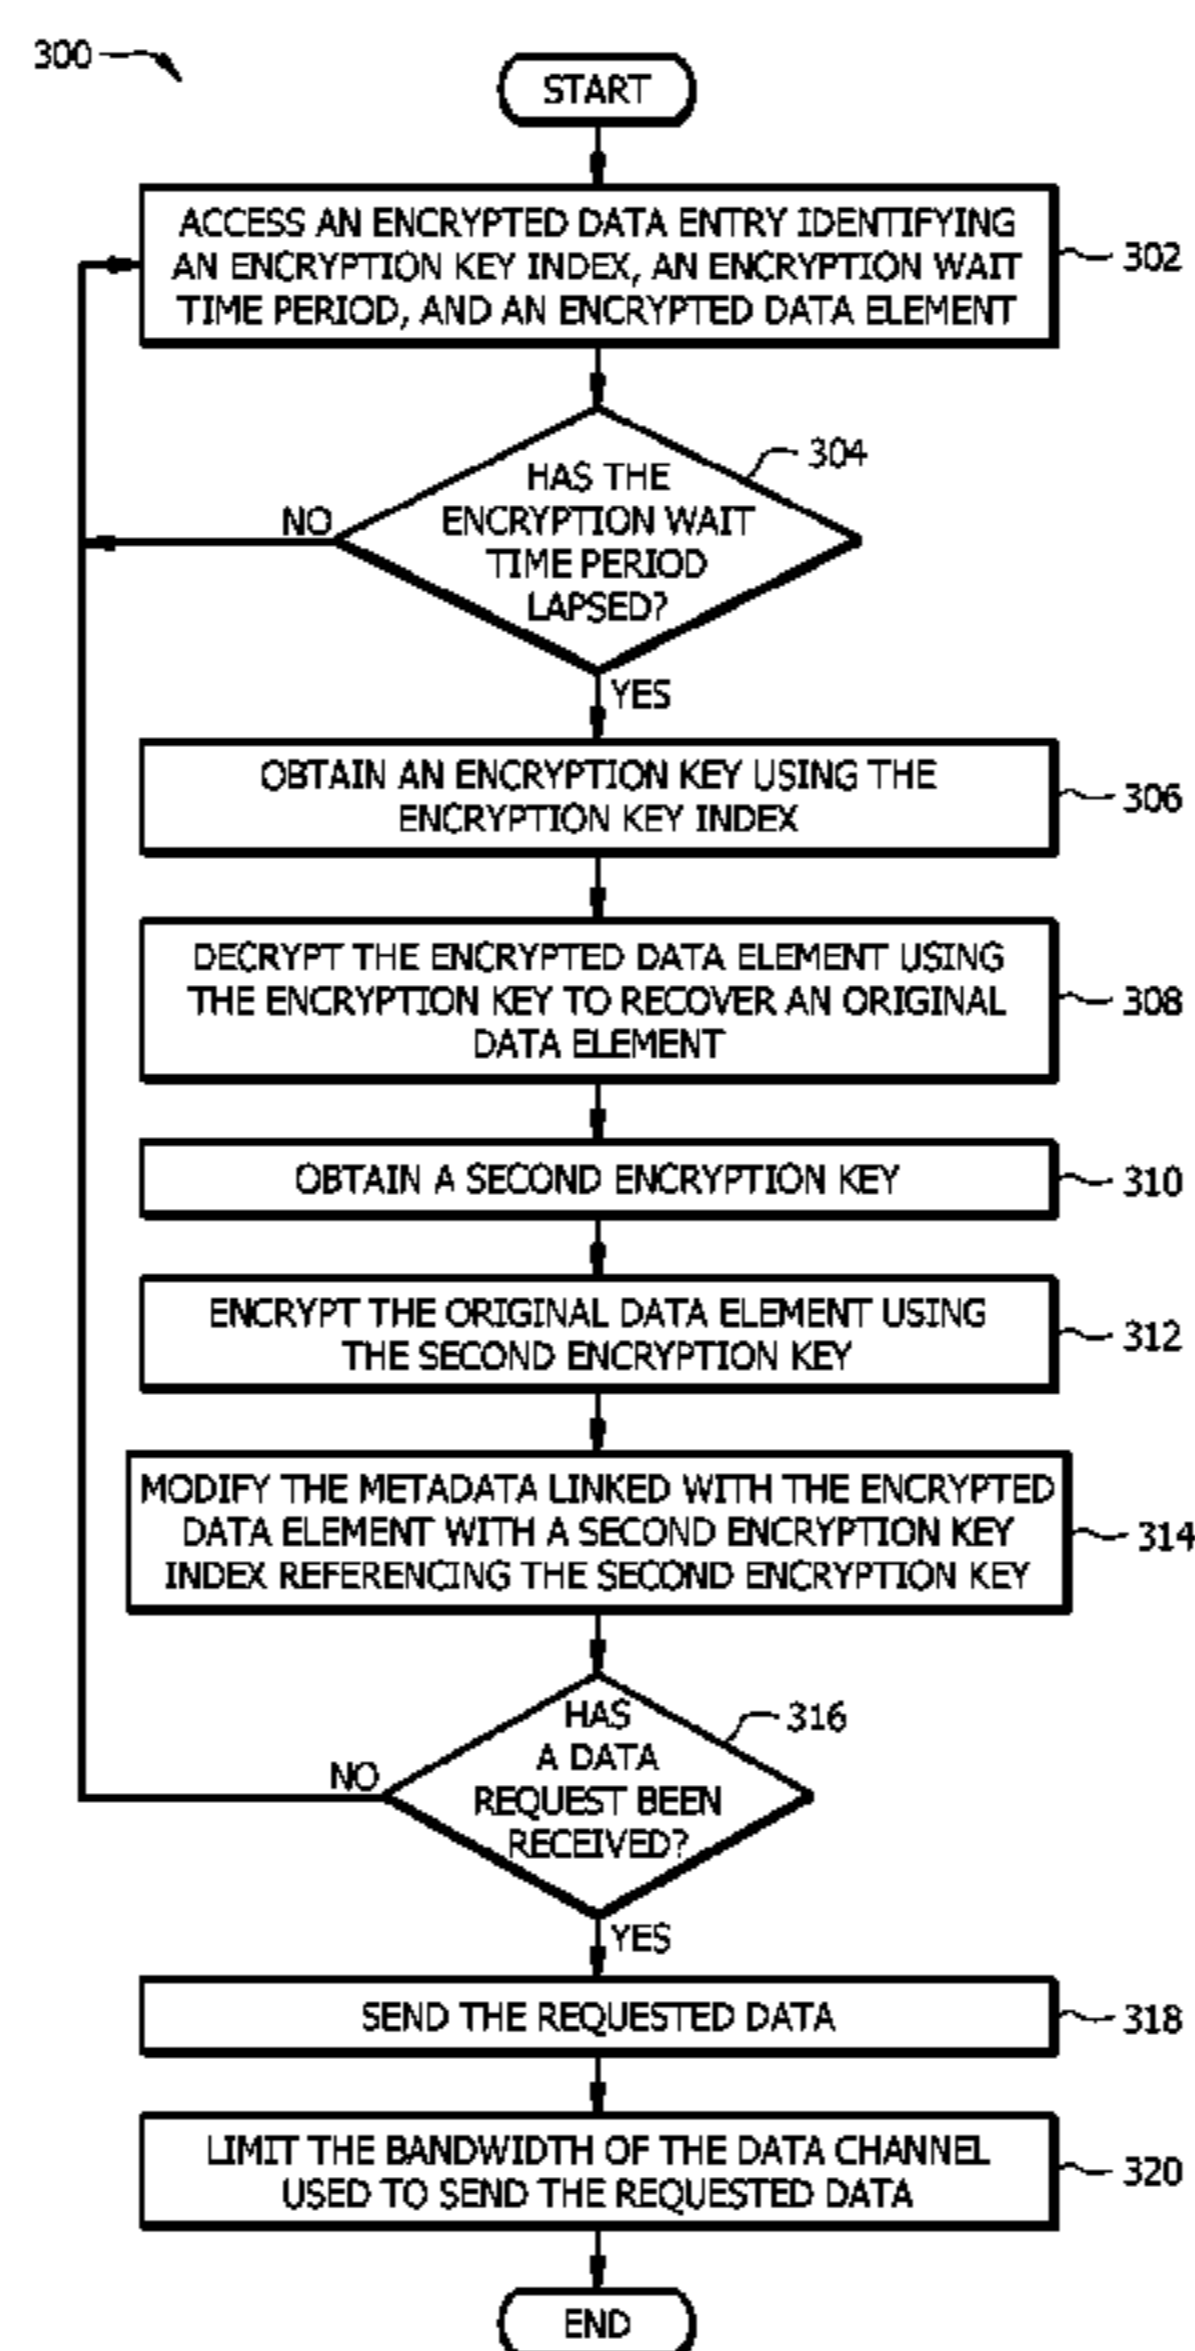 300
START
ACCESS AN ENCRYPTED DATA ENTRY IDENTIFYING
AN ENCRYPTION KEY INDEX, AN ENCRYPTION WAIT
TIME PERIOD, AND AN ENCRYPTED DATA ELEMENT
302
304
HAS THE
ENCRYPTION WAIT
TIME PERIOD
LAPSED?
NO
YES
OBTAIN AN ENCRYPTION KEY USING THE
ENCRYPTION KEY INDEX
306
DECRYPT THE ENCRYPTED DATA ELEMENT USING
THE ENCRYPTION KEY TO RECOVER AN ORIGINAL
DATA ELEMENT
308
OBTAIN A SECOND ENCRYPTION KEY
310
ENCRYPT THE ORIGINAL DATA ELEMENT USING
THE SECOND ENCRYPTION KEY
312
MODIFY THE METADATA LINKED WITH THE ENCRYPTED
DATA ELEMENT WITH A SECOND ENCRYPTION KEY
INDEX REFERENCING THE SECOND ENCRYPTION KEY
314
316
HAS
A DATA
REQUEST BEEN
RECEIVED?
NO
YES
SEND THE REQUESTED DATA
318
LIMIT THE BANDWIDTH OF THE DATA CHANNEL
USED TO SEND THE REQUESTED DATA
320
END